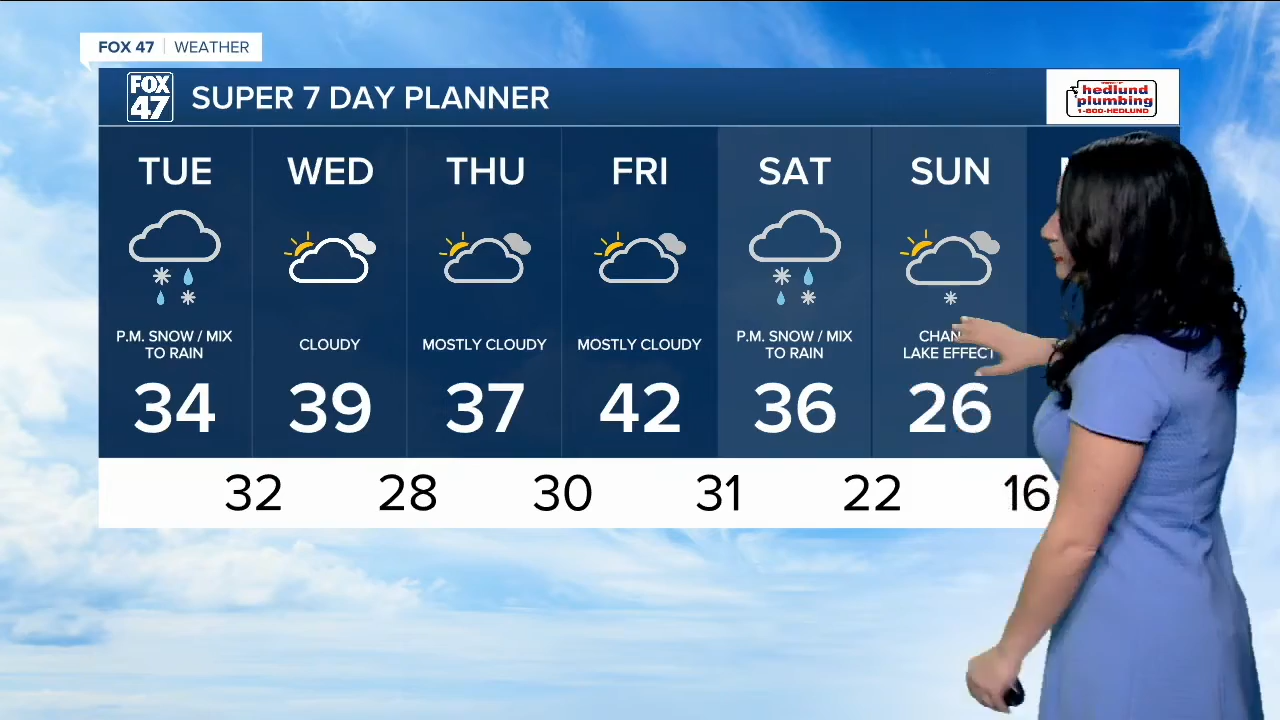 FOX 47 | WEATHER
FOX
47
SUPER 7 DAY PLANNER
hedlund
plumbing
1-800-HEDLUND
TUE WED THU FRI SAT SUN M
P.M. SNOW / MIX
TO RAIN
CLOUDY
MOSTLY CLOUDY
MOSTLY CLOUDY
P.M. SNOW / MIX
TO RAIN
CHAN
LAKE EFFECT
34 39 37 42 36 26
32 28 30 31 22 16